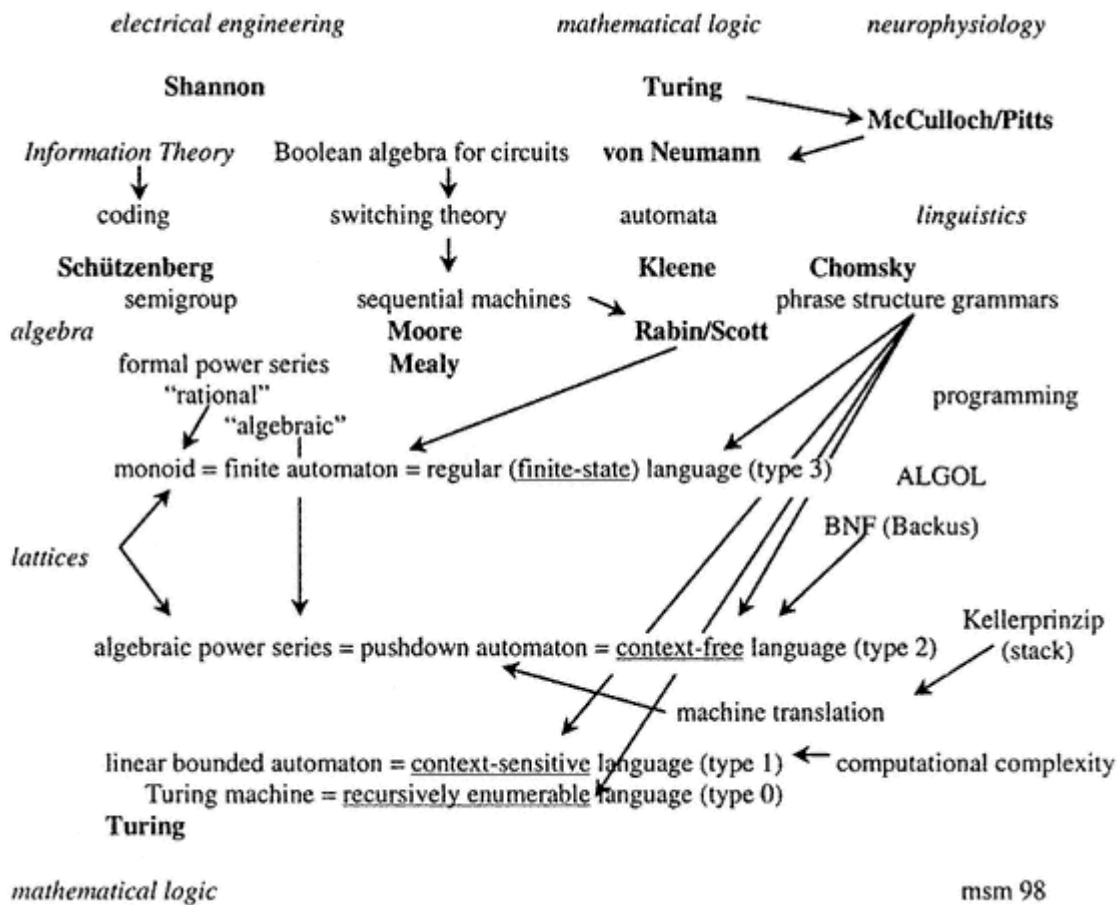 electrical engineering mathematical logic neurophysiology
Shannon Turing
McCulloch/Pitts
Information Theory Boolean algebra for circuits von Neumann
coding switching theory automata linguistics
Schützenberg Kleene Chomsky
semigroup sequential machines phrase structure grammars
algebra Moore Rabin/Scott
formal power series Mealy
"rational" programming
"algebraic"
monoid = finite automaton = regular (finite-state) language (type 3) ALGOL
BNF (Backus)
lattices
Kellerprinzip
algebraic power series = pushdown automaton = context-free language (type 2) (stack)
machine translation
linear bounded automaton = context-sensitive language (type 1) computational complexity
Turing machine = recursively enumerable language (type 0)
Turing
mathematical logic msm 98